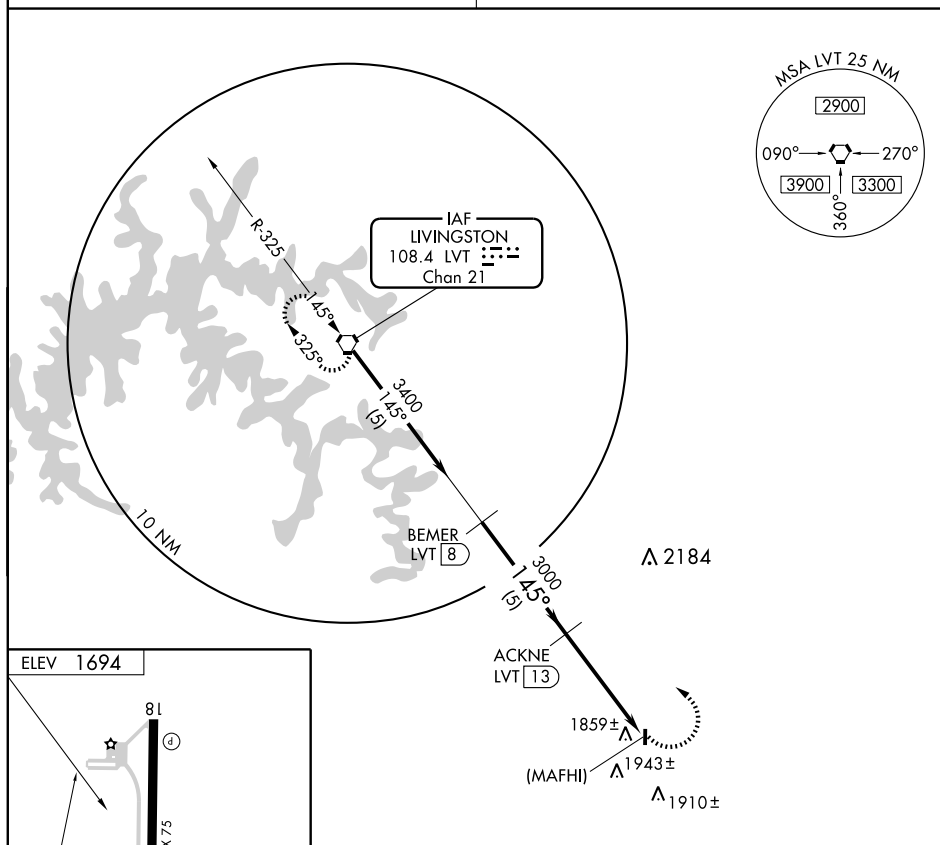 MSA LVT 25 NM
2900
090°
270°
3900
3300
360°
R-325
IAF
LIVINGSTON
108.4 LVT
Chan 21
145°
325°
3400
145°
(5)
10 NM
BEMER
LVT 8
3000
145°
(5)
2184
ACKNE
LVT 13
1859±
(MAFHI)
1943±
1910±
ELEV 1694
18
P
X 75